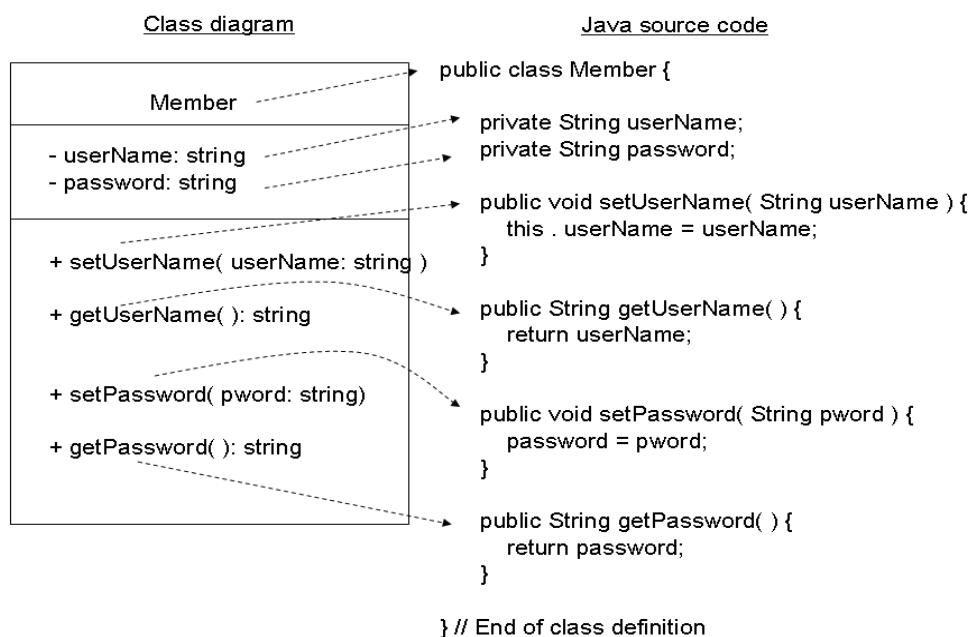 Class diagram
Member
- userName: string
- password: string
+ setUserName( userName: string )
+ getUserName( ): string
+ setPassword( pword: string)
+ getPassword( ): string
Java source code
public class Member {
private String userName;
private String password;
public void setUserName( String userName ) {
this . userName = userName;
}
public String getUserName( ) {
return userName;
}
public void setPassword( String pword ) {
password = pword;
}
public String getPassword( ) {
return password;
}
} // End of class definition